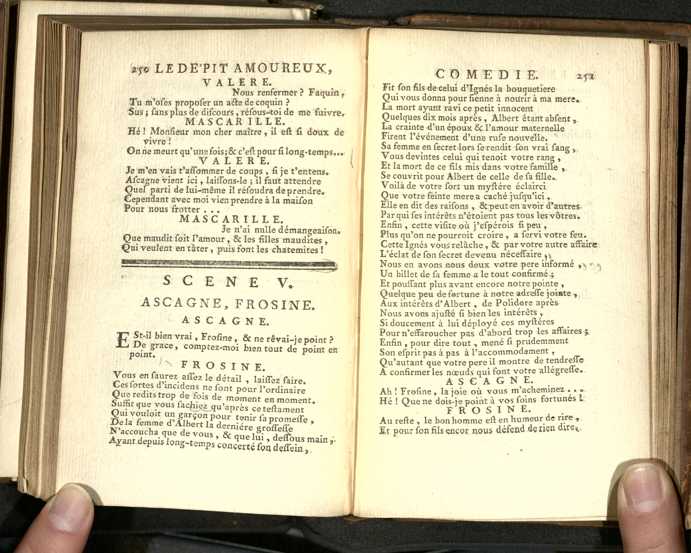 250 LE DE'PIT AMOUREUX,
VALERE.
Nous renfermer ? Faquin,
Tu m'oses proposer un acte de coquin ?
Sus ; sans plus de discours, résous-toi de me suivre.
MASCARILLE.
Hé ! Monsieur mon cher maître, il est si doux de
vivre !
On ne meurt qu'une fois; & c'est pour si long-temps...
VALERE.
Je m'en vais t'assommer de coups, si je t'entens.
Ascagne vient ici, laissons-le ; il faut attendre
Quel parti de lui-même il résoudra de prendre.
Cependant avec moi vien prendre à la maison
Pour nous frotter . . .
MASCARILLE.
Je n'ai nulle démangeaison.
Que maudit soit l'amour, & les filles maudites,
Qui veulent en tâter, puis font les chatemites !
SCENE V.
ASCAGNE, FROSINE.
ASCAGNE.
Est-il bien vrai, Frosine, & ne rêvai-je point ?
De grace, comptez-moi bien tout de point en
point.
FROSINE.
Vous en saurez assez le détail, laissez faire.
Ces sortes d'incidens ne sont pour l'ordinaire
Que redits trop de fois de moment en moment.
Suffit que vous sachiez qu'après ce testament
Qui vouloit un garçon pour tenir sa promesse,
De la femme d'Albert la derniére grossesse
N'accoucha que de vous, & que lui, dessous main,
Ayant depuis long-temps concerté son dessein,
COMEDIE. 251
Fit son fils de celui d'Ignés la bouquetiere
Qui vous donna pour sienne à nourir à ma mere.
La mort ayant ravi ce petit innocent
Quelques dix mois après, Albert étant absent,
La crainte d'un époux & l'amour maternelle
Firent l'événement d'une ruse nouvelle.
Sa femme en secret lors se rendit son vrai sang,
Vous devintes celui qui tenoit votre rang,
Et la mort de ce fils mis dans votre famille,
Se couvrit pour Albert de celle de sa fille.
Voilà de votre sort un mystére éclairci
Que votre feinte mere a caché jusqu'ici.
Elle en dit des raisons, & peut en avoir d'autres
Par qui ses intérêts n'étoient pas tous les vôtres.
Enfin, cette visite où j'espérois si peu,
Plus qu'on ne pourroit croire, a servi votre feu.
Cette Ignés vous relâche, & par votre autre affaire
L'éclat de son secret devenu nécessaire,
Nous en avons nous deux votre pere informé,
Un billet de sa femme a le tout confirmé;
Et poussant plus avant encore notre pointe,
Quelque peu de fortune à notre adresse jointe,
Aux intérêts d'Albert, de Polidore après
Nous avons ajusté si bien les intérêts,
Si doucement à lui déployé ces mystéres
Pour n'effaroucher pas d'abord trop les affaires;
Enfin, pour dire tout, mené si prudemment
Son esprit pas à pas à l'accommodement,
Qu'autant que votre pere il montre de tendresse
A confirmer les nœuds qui font votre allégresse.
ASCAGNE.
Ah ! Frosine, la joie où vous m'acheminez . . . .
Hé ! Que ne dois-je point à vos soins fortunés !
FROSINE.
Au reste, le bon homme est en humeur de rire,
Et pour son fils encor nous défend de rien dire.